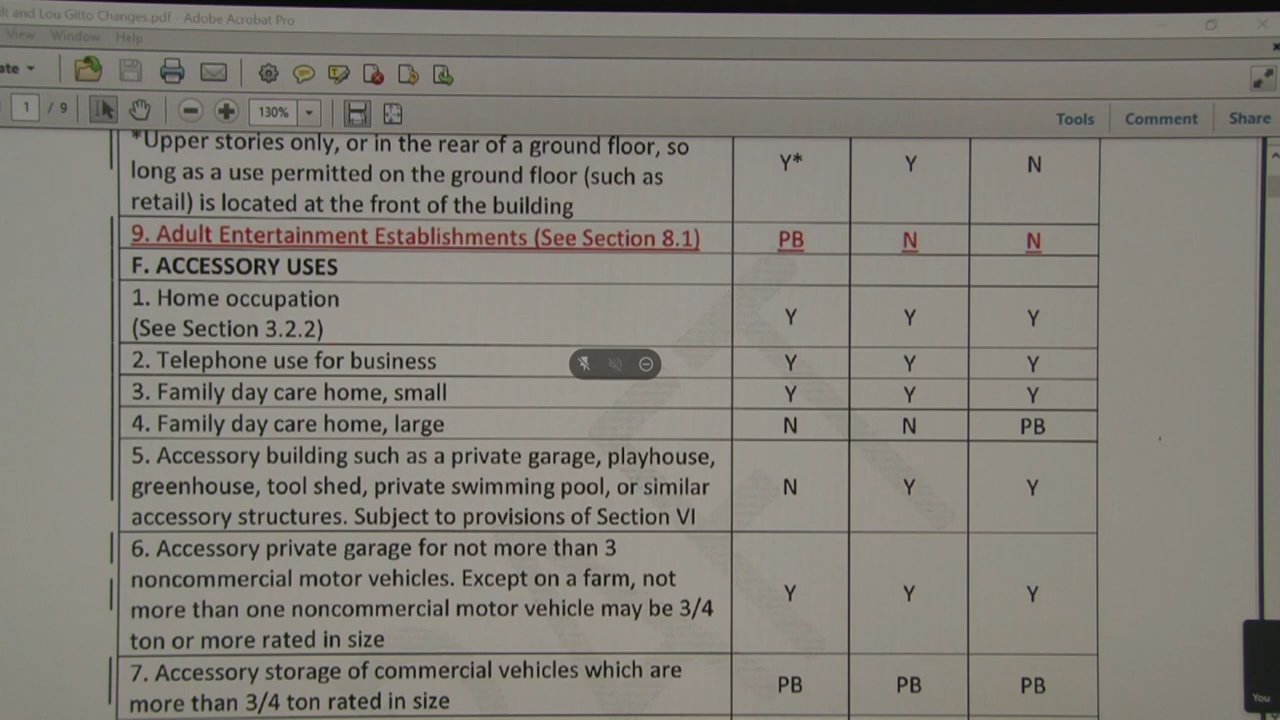 lt and Lou Gitto Changes.pdf - Adobe Acrobat Pro
View Window Help
ate
1 / 9 130% Tools Comment Share
*Upper stories only, or in the rear of a ground floor, so
long as a use permitted on the ground floor (such as
retail) is located at the front of the building
Y* Y N
9. Adult Entertainment Establishments (See Section 8.1) PB N N
F. ACCESSORY USES
1. Home occupation
(See Section 3.2.2)
Y Y Y
2. Telephone use for business Y Y Y
3. Family day care home, small Y Y Y
4. Family day care home, large N N PB
5. Accessory building such as a private garage, playhouse,
greenhouse, tool shed, private swimming pool, or similar
accessory structures. Subject to provisions of Section VI
N Y Y
6. Accessory private garage for not more than 3
noncommercial motor vehicles. Except on a farm, not
more than one noncommercial motor vehicle may be 3/4
ton or more rated in size
Y Y Y
7. Accessory storage of commercial vehicles which are
more than 3/4 ton rated in size
PB PB PB
You